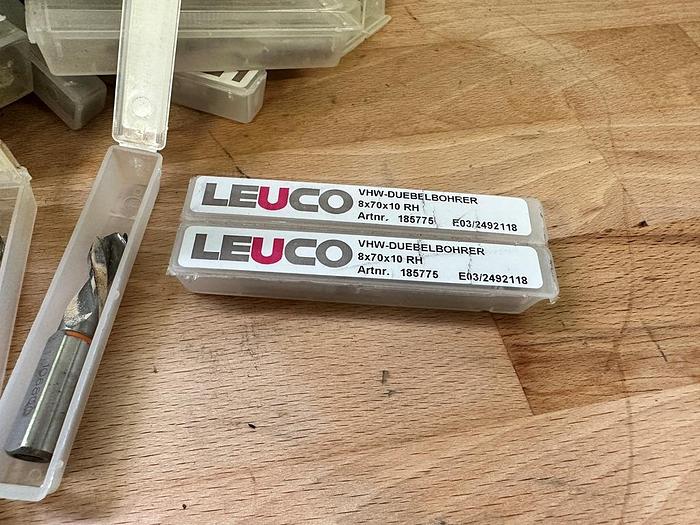 LEUCO
VHW-DUEBELBOHRER
8x70x10 RH
Artnr. 185775 E03/2492118
LEUCO
VHW-DUEBELBOHRER
8x70x10 RH
Artnr. 185775 E03/2492118